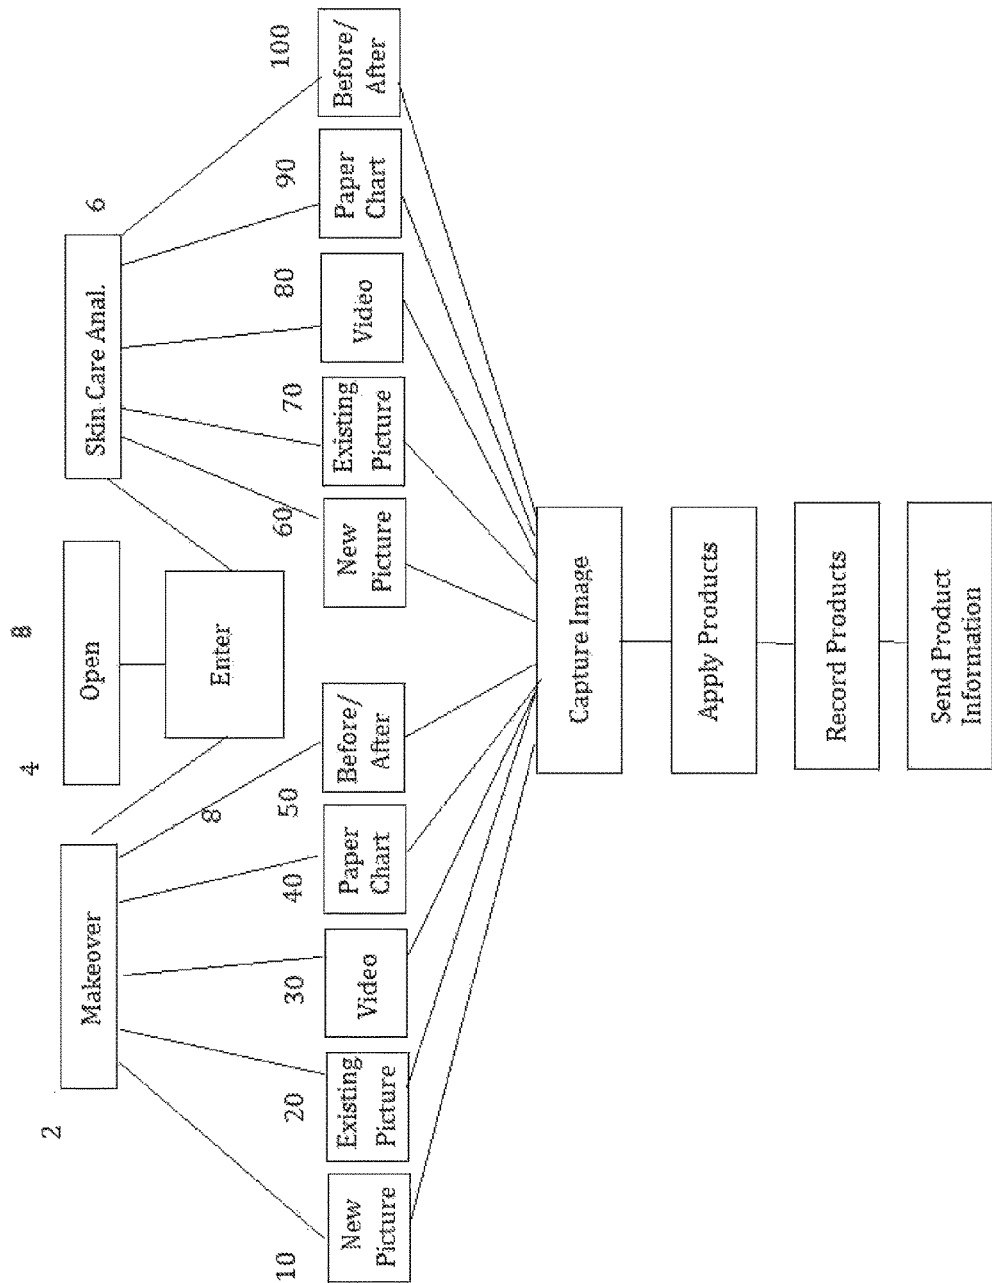 2
4
8
6
Makeover
Open
Skin Care Anal.
Enter
8
10
20
30
40
50
60
70
80
90
100
New
Picture
Existing
Picture
Video
Paper
Chart
Before/
After
New
Picture
Existing
Picture
Video
Paper
Chart
Before/
After
Capture Image
Apply Products
Record Products
Send Product
Information